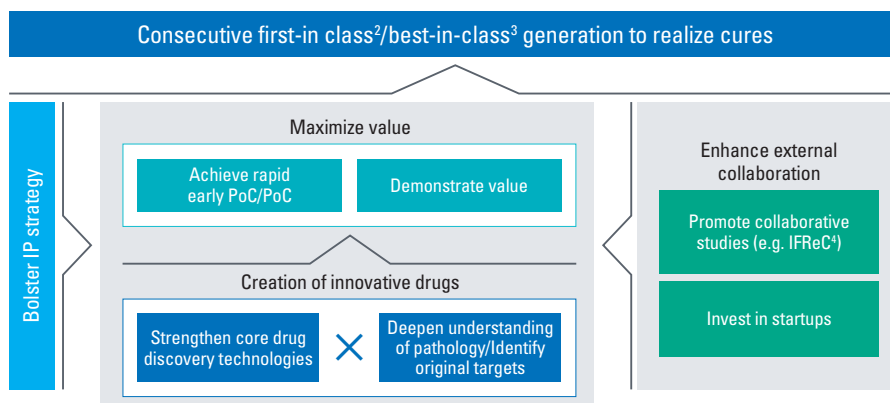 Consecutive first-in class²/best-in-class³ generation to realize cures
Bolster IP strategy
Maximize value
Achieve rapid
early PoC/PoC
Demonstrate value
Creation of innovative drugs
Strengthen core drug
discovery technologies
×
Deepen understanding
of pathology/Identify
original targets
Enhance external
collaboration
Promote collaborative
studies (e.g. IFReC⁴)
Invest in startups